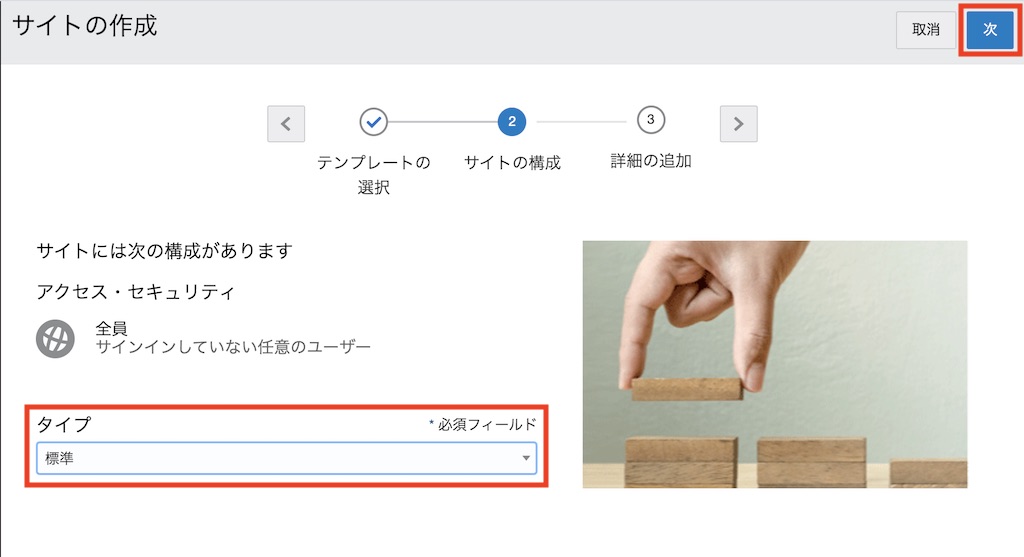 サイトの作成
取消
次
2
3
テンプレートの
選択
サイトの構成
詳細の追加
サイトには次の構成があります
アクセス・セキュリティ
全員
サインインしていない任意のユーザー
タイプ
* 必須フィールド
標準